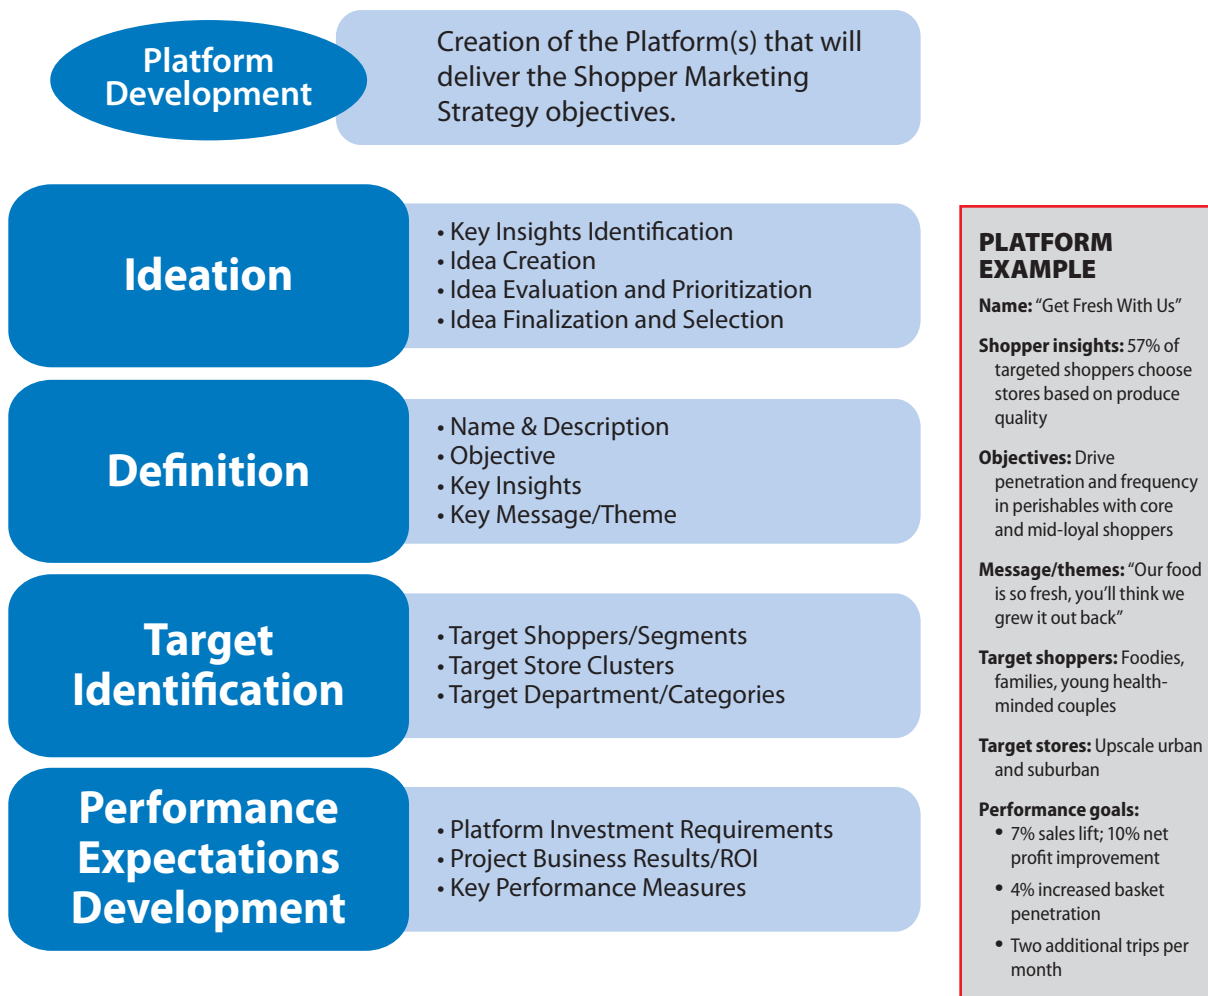 Platform
Development
Creation of the Platform(s) that will
deliver the Shopper Marketing
Strategy objectives.
Ideation
• Key Insights Identification
• Idea Creation
• Idea Evaluation and Prioritization
• Idea Finalization and Selection
Definition
• Name & Description
• Objective
• Key Insights
• Key Message/Theme
Target
Identification
• Target Shoppers/Segments
• Target Store Clusters
• Target Department/Categories
Performance
Expectations
Development
• Platform Investment Requirements
• Project Business Results/ROI
• Key Performance Measures
PLATFORM
EXAMPLE
Name: “Get Fresh With Us”
Shopper insights: 57% of
targeted shoppers choose
stores based on produce
quality
Objectives: Drive
penetration and frequency
in perishables with core
and mid-loyal shoppers
Message/themes: “Our food
is so fresh, you’ll think we
grew it out back”
Target shoppers: Foodies,
families, young health-
minded couples
Target stores: Upscale urban
and suburban
Performance goals:
• 7% sales lift; 10% net
profit improvement
• 4% increased basket
penetration
• Two additional trips per
month